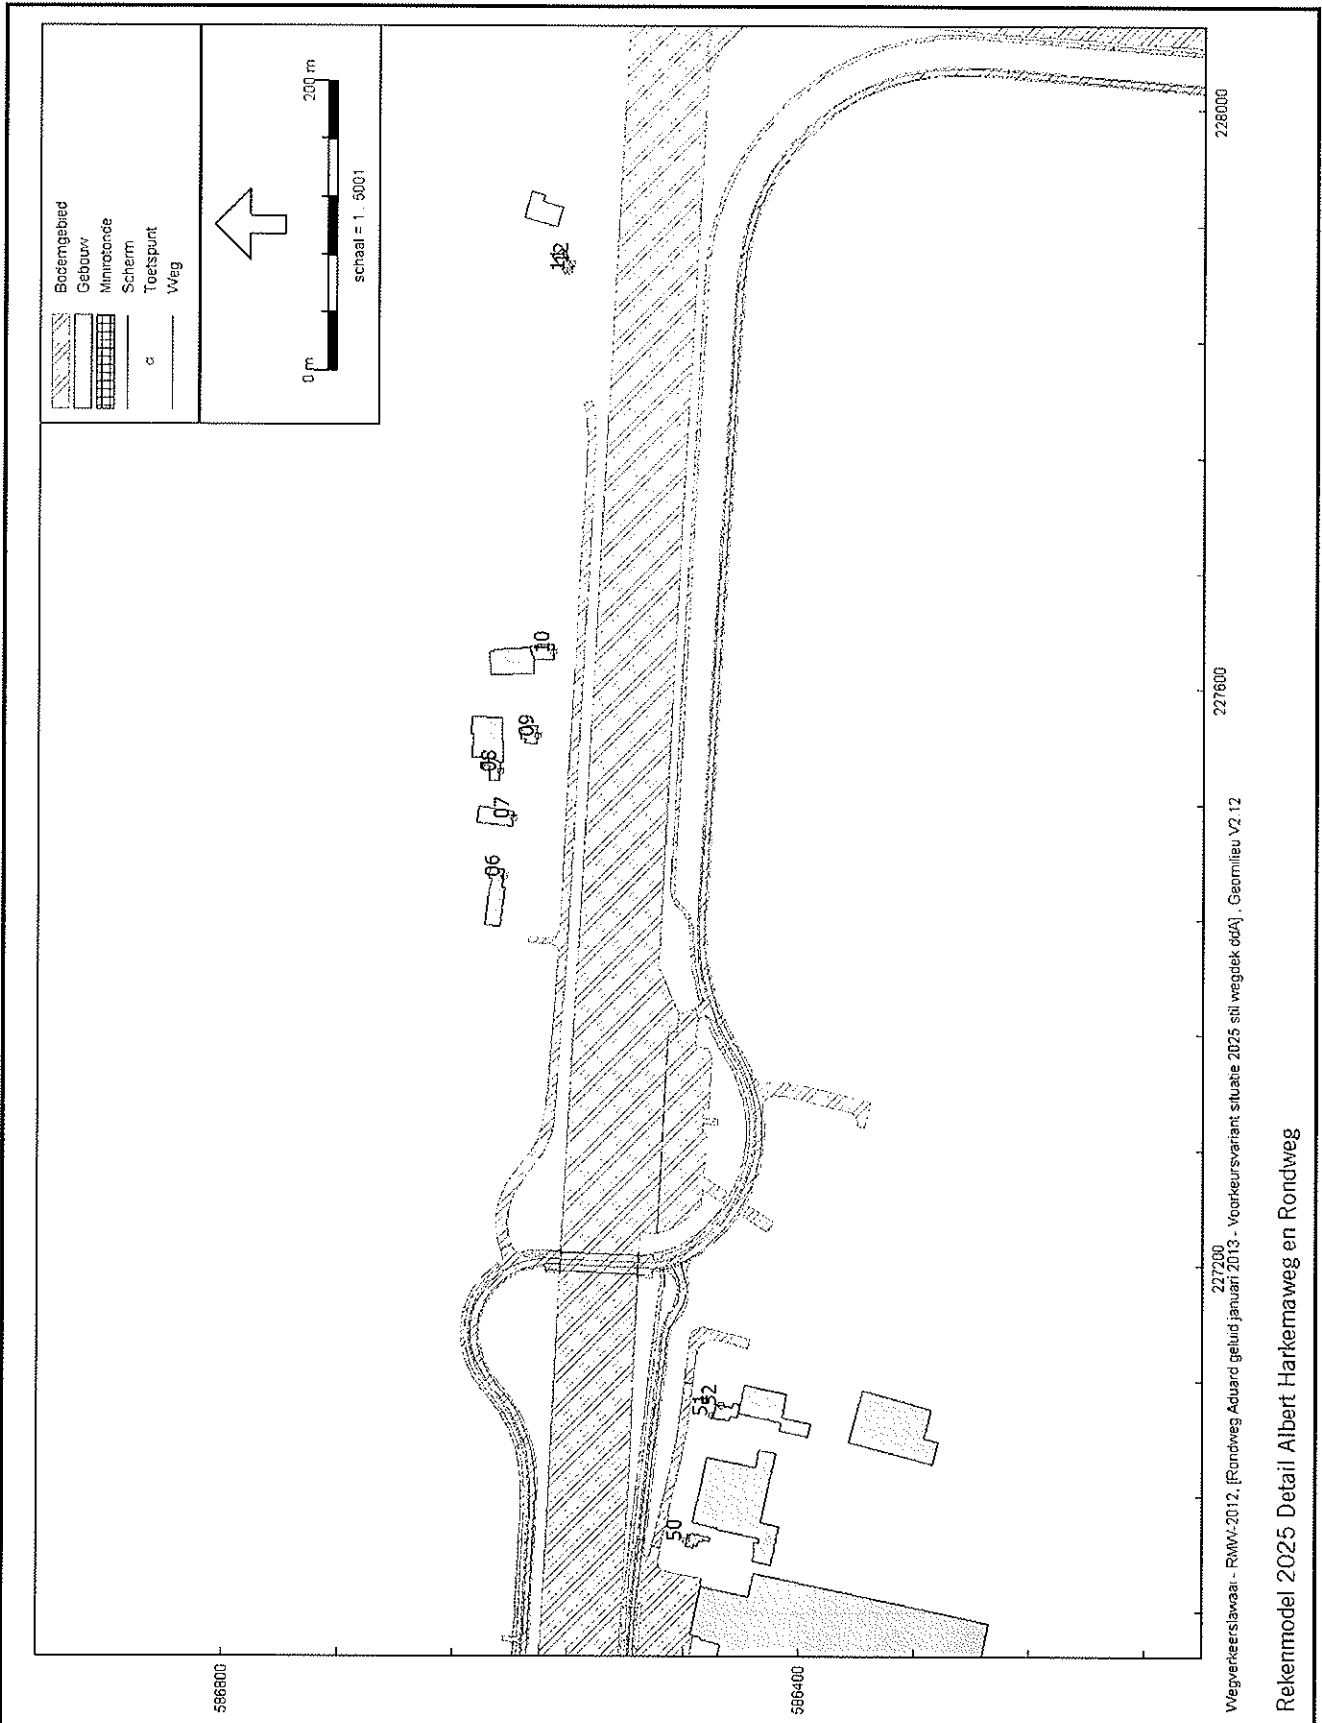 Bodemgebied
Gebouw
Minirotonde
Scherm
Toetspunt
Weg
0 m
200 m
schaal = 1 : 5001
12
10
09
08
07
06
52
50
586800
586400
227200
227600
228000
Wegverkeerslawaai - RMW-2012, [Rondweg Aduard geluid januari 2013 - Voorkeursvariant situatie 2025 stil wegdek ddA] , Geomilieu V2.12
Rekenmodel 2025 Detail Albert Harkemaweg en Rondweg